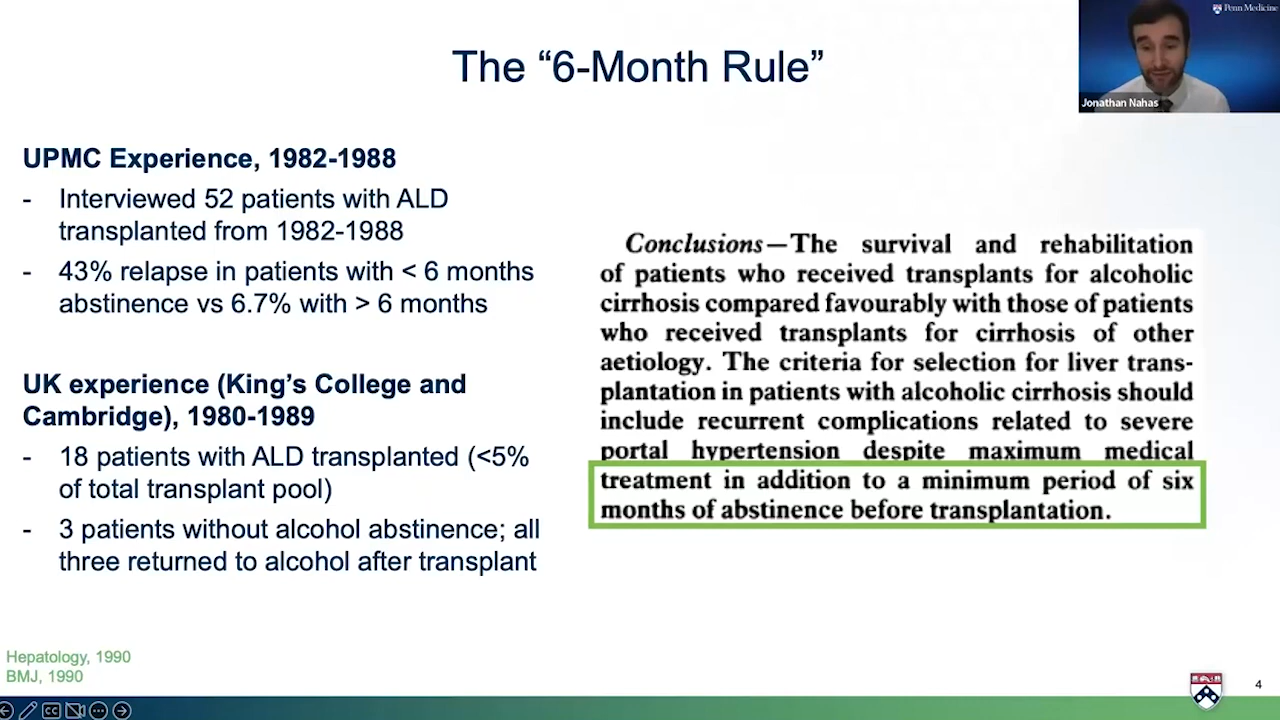 Penn Medicine
The “6-Month Rule”
Jonathan Nahas
UPMC Experience, 1982-1988
- Interviewed 52 patients with ALD
transplanted from 1982-1988
- 43% relapse in patients with < 6 months
abstinence vs 6.7% with > 6 months
UK experience (King’s College and
Cambridge), 1980-1989
- 18 patients with ALD transplanted (<5%
of total transplant pool)
- 3 patients without alcohol abstinence; all
three returned to alcohol after transplant
Conclusions—The survival and rehabilitation
of patients who received transplants for alcoholic
cirrhosis compared favourably with those of patients
who received transplants for cirrhosis of other
aetiology. The criteria for selection for liver trans-
plantation in patients with alcoholic cirrhosis should
include recurrent complications related to severe
portal hypertension despite maximum medical
treatment in addition to a minimum period of six
months of abstinence before transplantation.
Hepatology, 1990
BMJ, 1990
4
CC